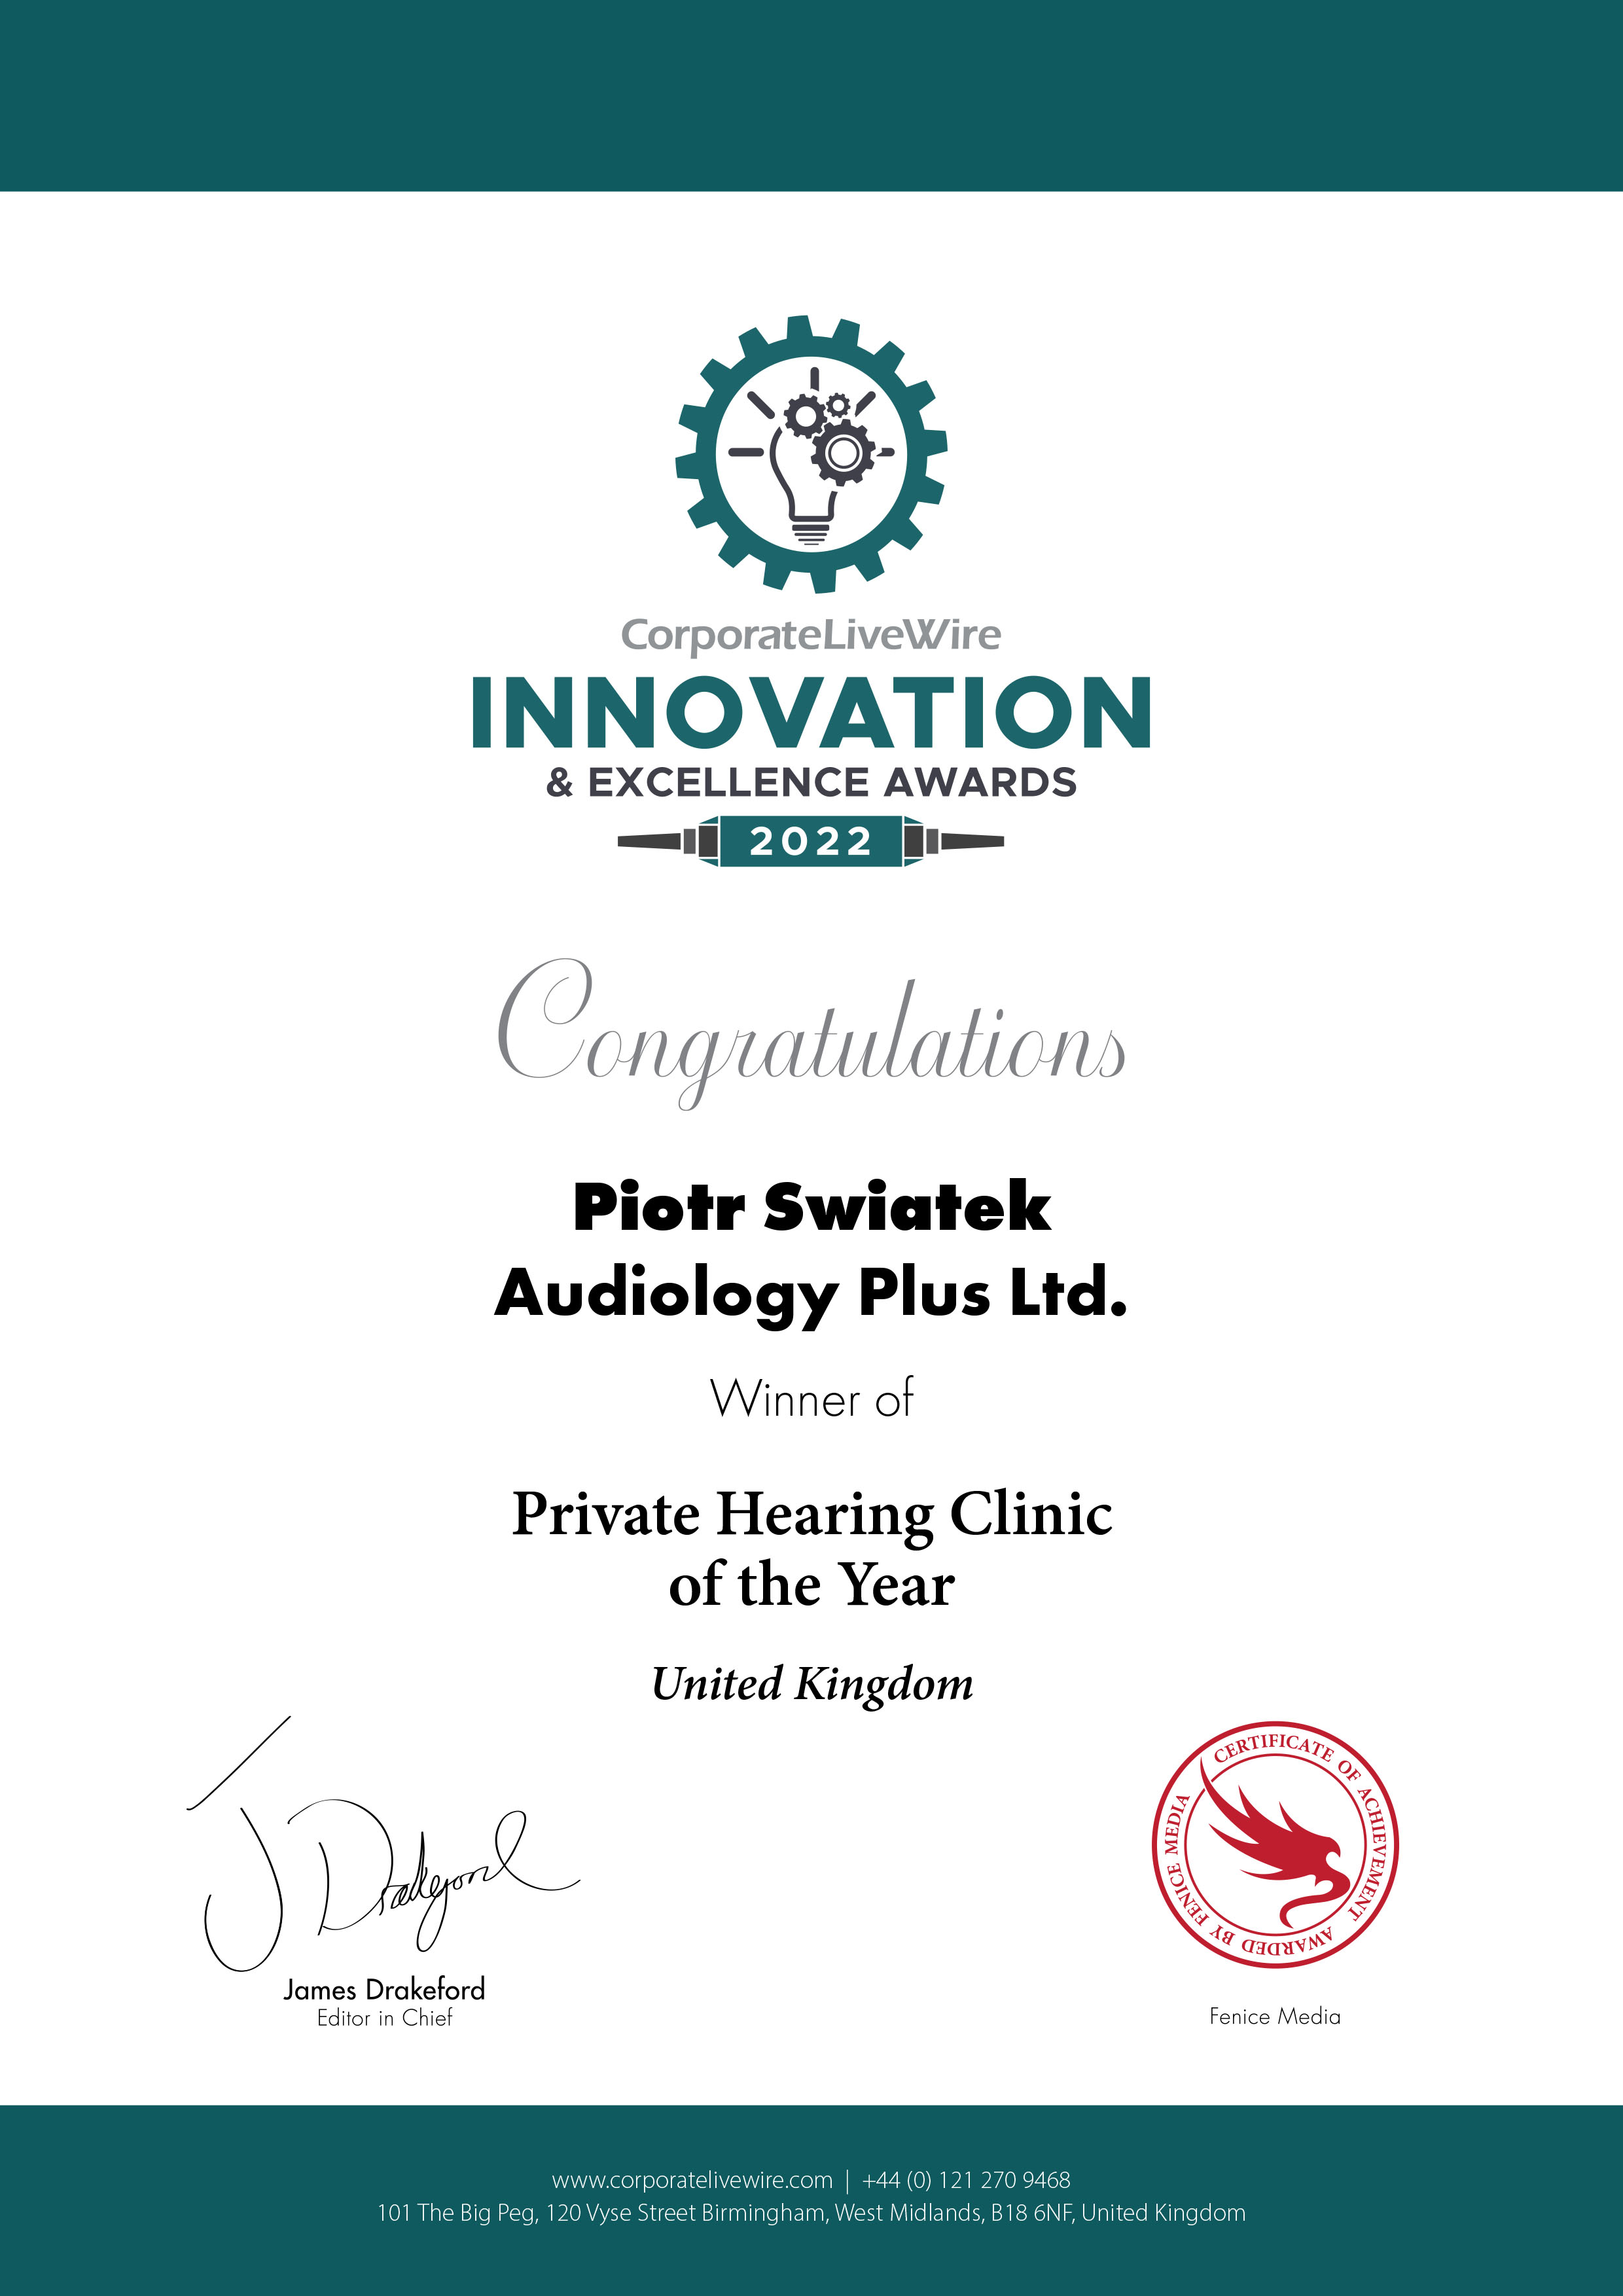 CorporateLiveWire
INNOVATION
& EXCELLENCE AWARDS
2022
Congratulations
Piotr Swiatek
Audiology Plus Ltd.
Winner of
Private Hearing Clinic
of the Year
United Kingdom
J Drakeford
James Drakeford
Editor in Chief
CERTIFICATE OF ACHIEVEMENT
AWARDED BY FENICE MEDIA
Fenice Media
www.corporatelivewire.com | +44 (0) 121 270 9468
101 The Big Peg, 120 Vyse Street Birmingham, West Midlands, B18 6NF, United Kingdom